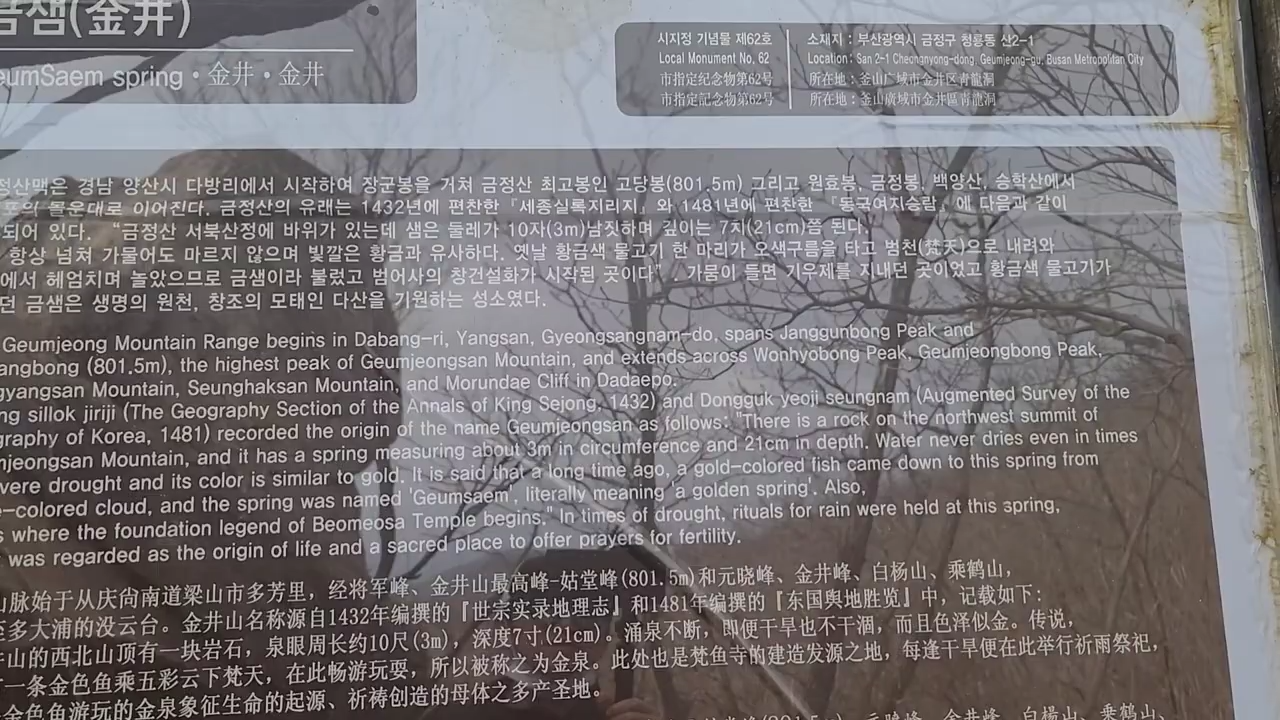 금샘(金井)
eumSaem spring · 金井 · 金井
시지정 기념물 제62호
Local Monument No. 62
市指定纪念物第62号
市指定記念物第62号
소재지 : 부산광역시 금정구 청룡동 산2-1
Location : San 2-1 Cheongnyong-dong, Geumjeong-gu, Busan Metropolitan City
所在地 : 釜山广域市金井区青龍洞
所在地 : 釜山廣域市金井區青龍洞
정산맥은 경남 양산시 다방리에서 시작하여 장군봉을 거쳐 금정산 최고봉인 고당봉(801.5m) 그리고 원효봉, 금정봉, 백양산, 승학산에서
포의 몰운대로 이어진다. 금정산의 유래는 1432년에 편찬한 『세종실록지리지』 와 1481년에 편찬한 『동국여지승람』에 다음과 같이
되어 있다. “금정산 서북산정에 바위가 있는데 샘은 둘레가 10자(3m)남짓하며 깊이는 7치(21cm)쯤 된다.
항상 넘쳐 가물어도 마르지 않으며 빛깔은 황금과 유사하다. 옛날 황금색 물고기 한 마리가 오색구름을 타고 범천(梵天)으로 내려와
에서 헤엄치며 놀았으므로 금샘이라 불렀고 범어사의 창건설화가 시작된 곳이다”. 가뭄이 들면 기우제를 지내던 곳이었고 황금색 물고기가
던 금샘은 생명의 원천, 창조의 모태인 다산을 기원하는 성소였다.
Geumjeong Mountain Range begins in Dabang-ri, Yangsan, Gyeongsangnam-do, spans Janggunbong Peak and
angbong (801.5m), the highest peak of Geumjeongsan Mountain, and extends across Wonhyobong Peak, Geumjeongbong Peak,
gyangsan Mountain, Seunghaksan Mountain, and Morundae Cliff in Dadaepo.
ng sillok jiriji (The Geography Section of the Annals of King Sejong, 1432) and Dongguk yeoji seungnam (Augmented Survey of the
graphy of Korea, 1481) recorded the origin of the name Geumjeongsan as follows: "There is a rock on the northwest summit of
mjeongsan Mountain, and it has a spring measuring about 3m in circumference and 21cm in depth. Water never dries even in times
vere drought and its color is similar to gold. It is said that a long time ago, a gold-colored fish came down to this spring from
e-colored cloud, and the spring was named 'Geumsaem', literally meaning 'a golden spring'. Also,
s where the foundation legend of Beomeosa Temple begins." In times of drought, rituals for rain were held at this spring,
was regarded as the origin of life and a sacred place to offer prayers for fertility.
山脉始于从庆尙南道梁山市多芳里，经将军峰、金井山最高峰-姑堂峰(801.5m)和元晓峰、金井峰、白杨山、乘鹤山，
至多大浦的没云台。金井山名称源自1432年编撰的『世宗实录地理志』和1481年编撰的『东国舆地胜览』中，记载如下：
井山的西北山顶有一块岩石，泉眼周长约10尺(3m)，深度7寸(21cm)。涌泉不断，即便干旱也不干涸，而且色泽似金。传说，
一条金色鱼乘五彩云下梵天，在此畅游玩耍，所以被称之为金泉。此处也是梵鱼寺的建造发源之地，每逢干旱便在此举行祈雨祭祀，
金色鱼游玩的金泉象征生命的起源、祈祷创造的母体之多产圣地。
(801.5m)、元曉峰、金井峰、白楊山、乘鶴山、